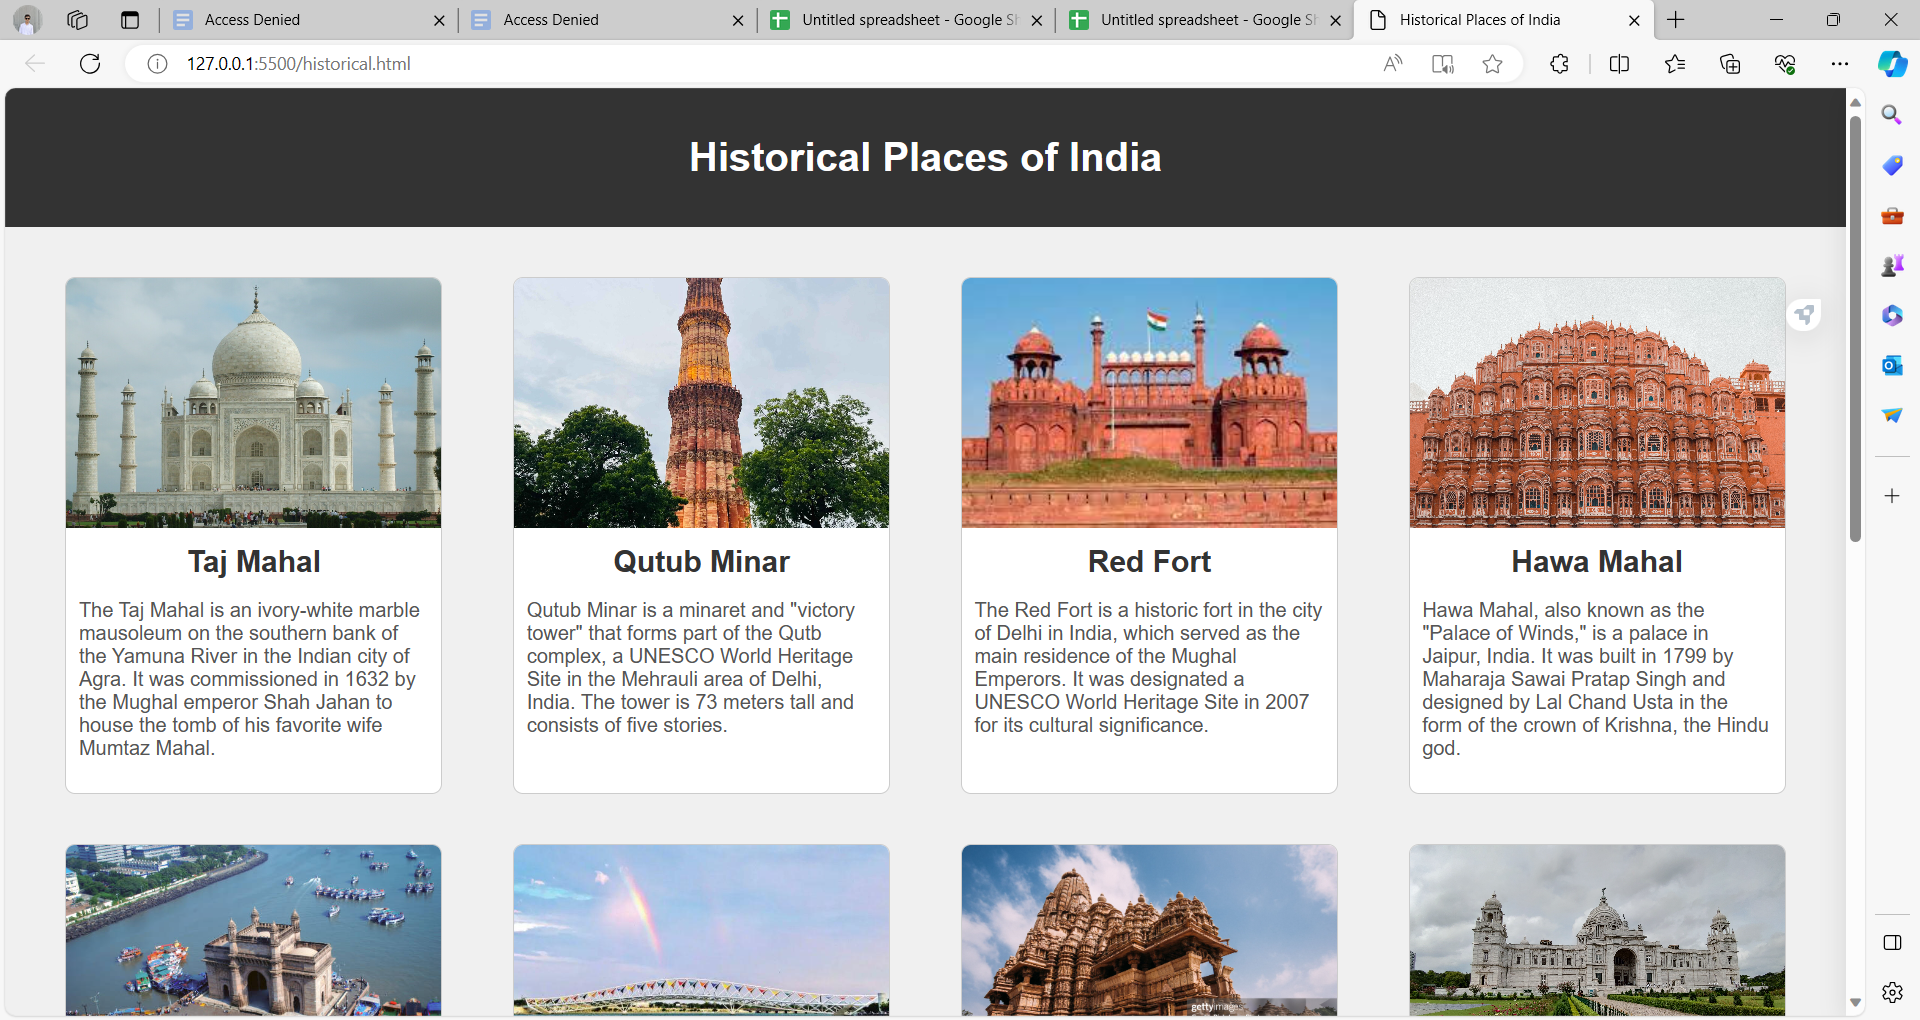 Access Denied
Access Denied
Untitled spreadsheet - Google Sh
Untitled spreadsheet - Google Sh
Historical Places of India
127.0.0.1:5500/historical.html
Historical Places of India
Taj Mahal
The Taj Mahal is an ivory-white marble
mausoleum on the southern bank of
the Yamuna River in the Indian city of
Agra. It was commissioned in 1632 by
the Mughal emperor Shah Jahan to
house the tomb of his favorite wife
Mumtaz Mahal.
Qutub Minar
Qutub Minar is a minaret and "victory
tower" that forms part of the Qutb
complex, a UNESCO World Heritage
Site in the Mehrauli area of Delhi,
India. The tower is 73 meters tall and
consists of five stories.
Red Fort
The Red Fort is a historic fort in the city
of Delhi in India, which served as the
main residence of the Mughal
Emperors. It was designated a
UNESCO World Heritage Site in 2007
for its cultural significance.
Hawa Mahal
Hawa Mahal, also known as the
"Palace of Winds," is a palace in
Jaipur, India. It was built in 1799 by
Maharaja Sawai Pratap Singh and
designed by Lal Chand Usta in the
form of the crown of Krishna, the Hindu
god.
gettyimages